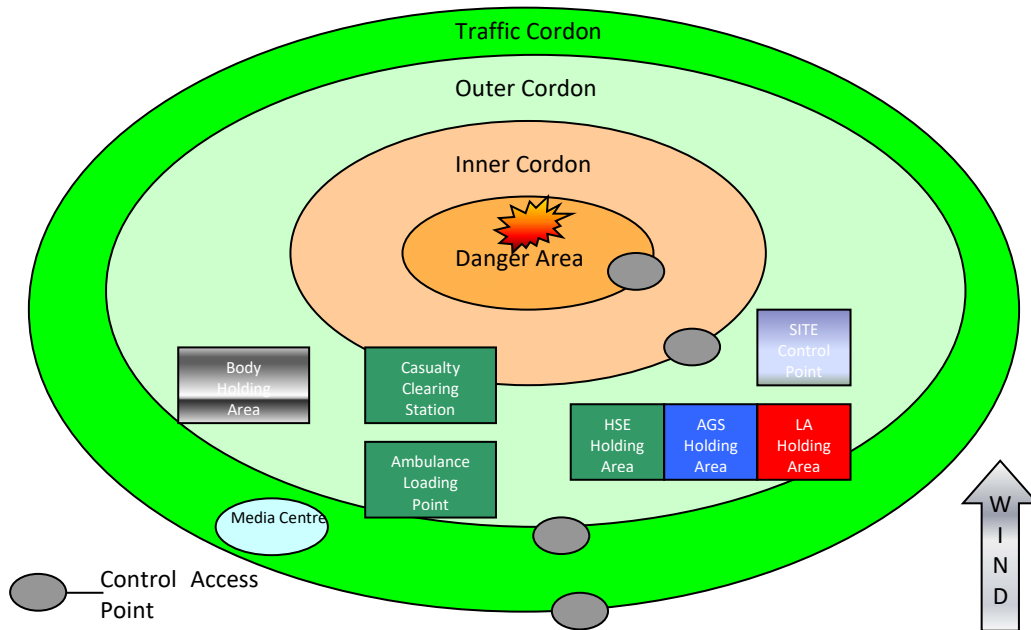 Traffic Cordon
Outer Cordon
Inner Cordon
Danger Area
SITE
Control
Point
Body
Holding
Area
Casualty
Clearing
Station
HSE
Holding
Area
AGS
Holding
Area
LA
Holding
Area
Ambulance
Loading
Point
Media Centre
W
I
N
D
Control Access
Point